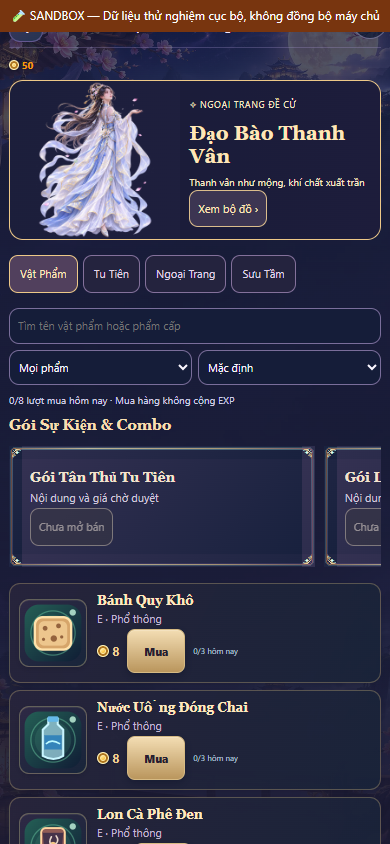 SANDBOX — Dữ liệu thử nghiệm cục bộ, không đồng bộ máy chủ
50
✧ NGOẠI TRANG ĐỀ CỬ
Đạo Bào Thanh
Vân
Thanh vân như mộng, khí chất xuất trần
Xem bộ đồ ›
Vật Phẩm
Tu Tiên
Ngoại Trang
Sưu Tầm
Tìm tên vật phẩm hoặc phẩm cấp
Mọi phẩm
Mặc định
0/8 lượt mua hôm nay · Mua hàng không cộng EXP
Gói Sự Kiện & Combo
Gói Tân Thủ Tu Tiên
Nội dung và giá chờ duyệt
Chưa mở bán
Gói L
Nội dun
Chưa
Bánh Quy Khô
E · Phổ thông
8
Mua
0/3 hôm nay
Nước Uống Đóng Chai
E · Phổ thông
8
Mua
0/3 hôm nay
Lon Cà Phê Đen
E · Phổ thông